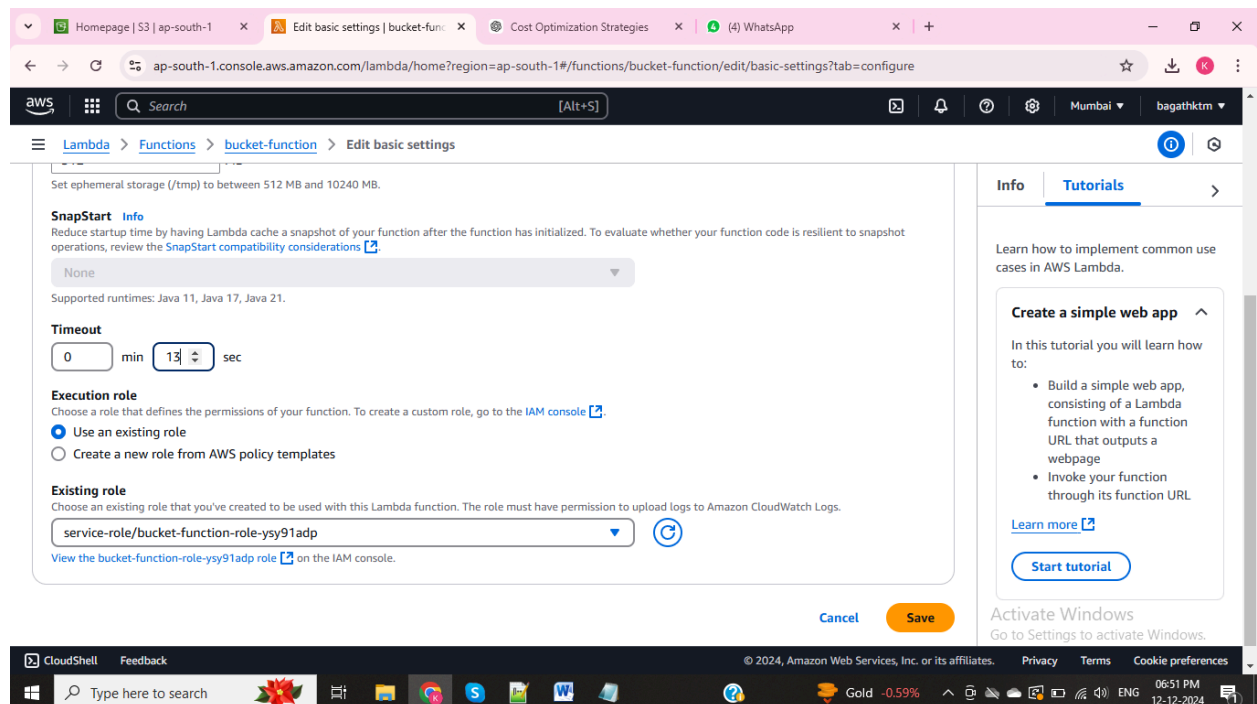 Homepage | S3 | ap-south-1
Edit basic settings | bucket-func
Cost Optimization Strategies
(4) WhatsApp
ap-south-1.console.aws.amazon.com/lambda/home?region=ap-south-1#/functions/bucket-function/edit/basic-settings?tab=configure
K
aws
Search
[Alt+S]
Mumbai
bagathktm
Lambda > Functions > bucket-function > Edit basic settings
Set ephemeral storage (/tmp) to between 512 MB and 10240 MB.
SnapStart Info
Reduce startup time by having Lambda cache a snapshot of your function after the function has initialized. To evaluate whether your function code is resilient to snapshot
operations, review the SnapStart compatibility considerations.
None
Supported runtimes: Java 11, Java 17, Java 21.
Timeout
0 min 13 sec
Execution role
Choose a role that defines the permissions of your function. To create a custom role, go to the IAM console.
Use an existing role
Create a new role from AWS policy templates
Existing role
Choose an existing role that you've created to be used with this Lambda function. The role must have permission to upload logs to Amazon CloudWatch Logs.
service-role/bucket-function-role-ysy91adp
View the bucket-function-role-ysy91adp role on the IAM console.
Cancel
Save
Info
Tutorials
Learn how to implement common use
cases in AWS Lambda.
Create a simple web app
In this tutorial you will learn how
to:
• Build a simple web app,
consisting of a Lambda
function with a function
URL that outputs a
webpage
• Invoke your function
through its function URL
Learn more
Start tutorial
Activate Windows
Go to Settings to activate Windows.
CloudShell
Feedback
© 2024, Amazon Web Services, Inc. or its affiliates.
Privacy
Terms
Cookie preferences
Type here to search
Gold -0.59%
ENG
06:51 PM
12-12-2024